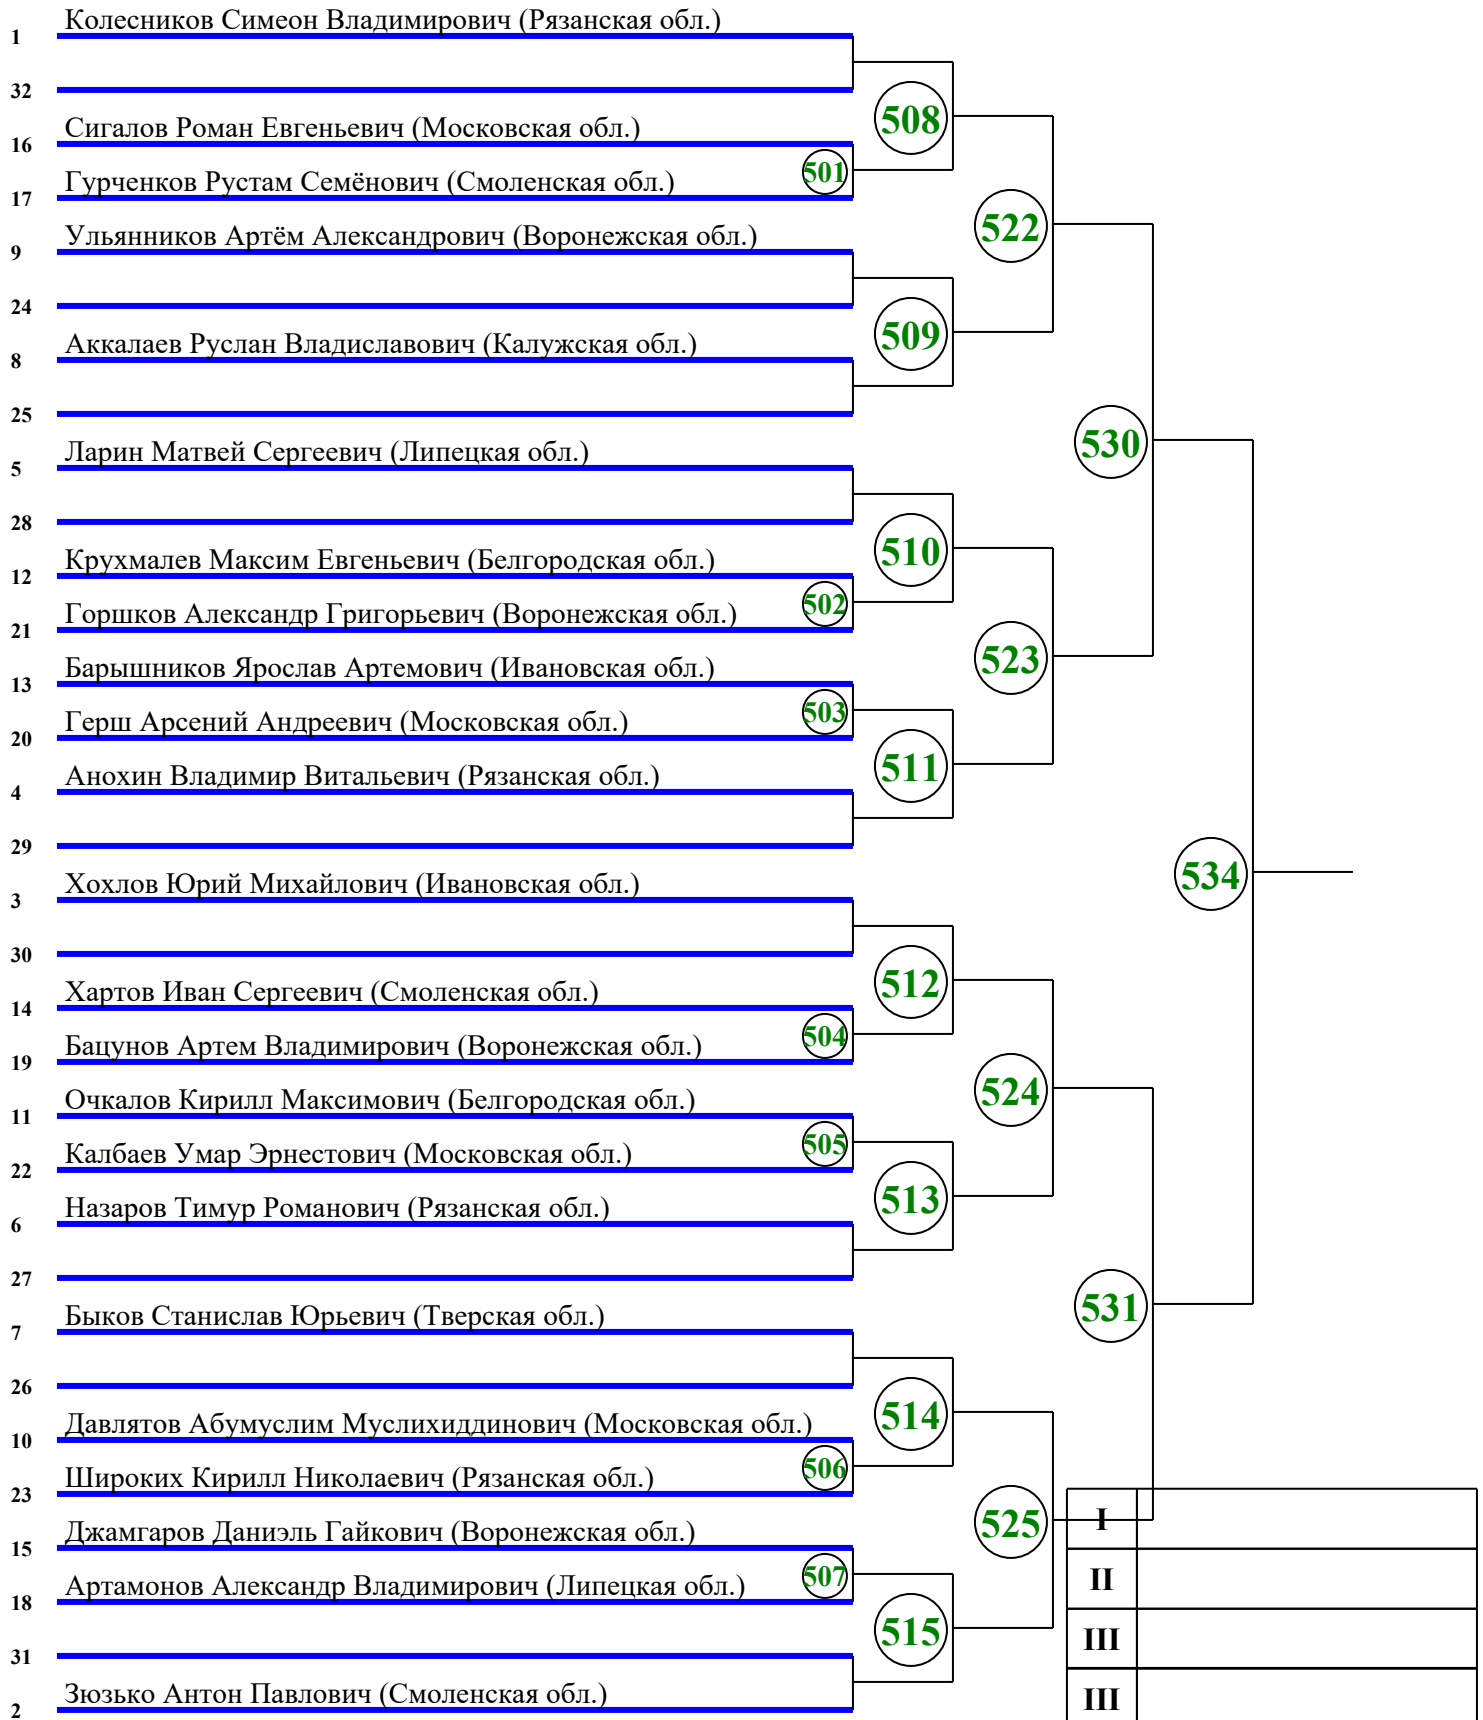 Колесников Симеон Владимирович (Рязанская обл.)
1
32
Сигалов Роман Евгеньевич (Московская обл.)
16
508
501
Гурченков Рустам Семёнович (Смоленская обл.)
17
522
Ульянников Артём Александрович (Воронежская обл.)
9
24
509
Аккалаев Руслан Владиславович (Калужская обл.)
8
25
530
Ларин Матвей Сергеевич (Липецкая обл.)
5
28
510
Крухмалев Максим Евгеньевич (Белгородская обл.)
12
502
Горшков Александр Григорьевич (Воронежская обл.)
21
523
Барышников Ярослав Артемович (Ивановская обл.)
13
503
Герш Арсений Андреевич (Московская обл.)
20
511
Анохин Владимир Витальевич (Рязанская обл.)
4
29
534
Хохлов Юрий Михайлович (Ивановская обл.)
3
30
512
Хартов Иван Сергеевич (Смоленская обл.)
14
504
Бацунов Артем Владимирович (Воронежская обл.)
19
524
Очкалов Кирилл Максимович (Белгородская обл.)
11
505
Калбаев Умар Эрнестович (Московская обл.)
22
513
Назаров Тимур Романович (Рязанская обл.)
6
27
531
Быков Станислав Юрьевич (Тверская обл.)
7
26
514
Давлятов Абумуслим Муслихиддинович (Московская обл.)
10
506
Широких Кирилл Николаевич (Рязанская обл.)
23
525
I
Джамгаров Даниэль Гайкович (Воронежская обл.)
15
507
II
Артамонов Александр Владимирович (Липецкая обл.)
18
515
III
31
Зюзько Антон Павлович (Смоленская обл.)
2
III